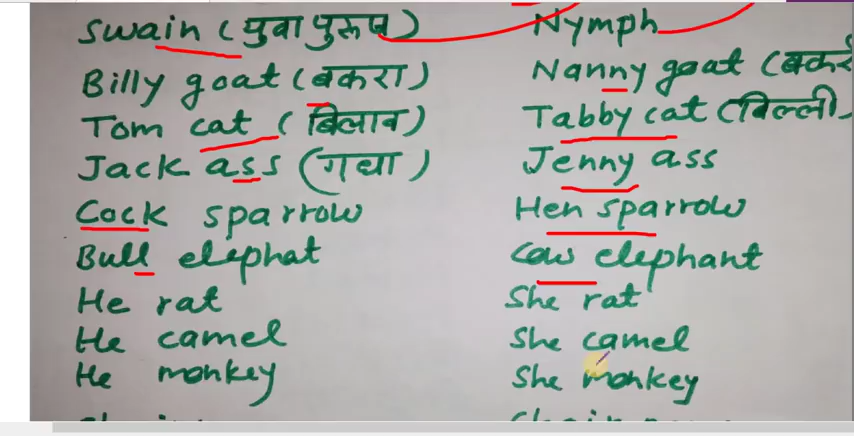 Swain (युवा पुरूष) Nymph
Billy goat (बकरा) Nanny goat (बकरी
Tom cat (बिलाव) Tabby cat (बिल्ली
Jack ass (गधा) Jenny ass
Cock sparrow Hen sparrow
Bull elephat Cow elephant
He rat She rat
He camel She camel
He monkey She monkey